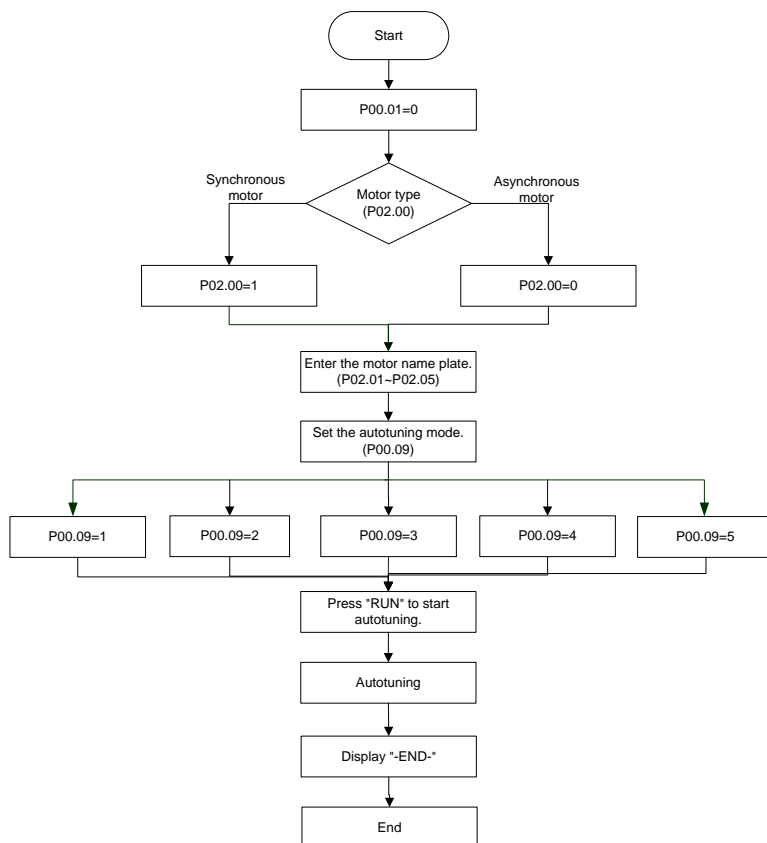 Start
P00.01=0
Synchronous
motor
Motor type
(P02.00)
Asynchronous
motor
P02.00=1
P02.00=0
Enter the motor name plate.
(P02.01~P02.05)
Set the autotuning mode.
(P00.09)
P00.09=1
P00.09=2
P00.09=3
P00.09=4
P00.09=5
Press "RUN" to start
autotuning.
Autotuning
Display "-END-"
End